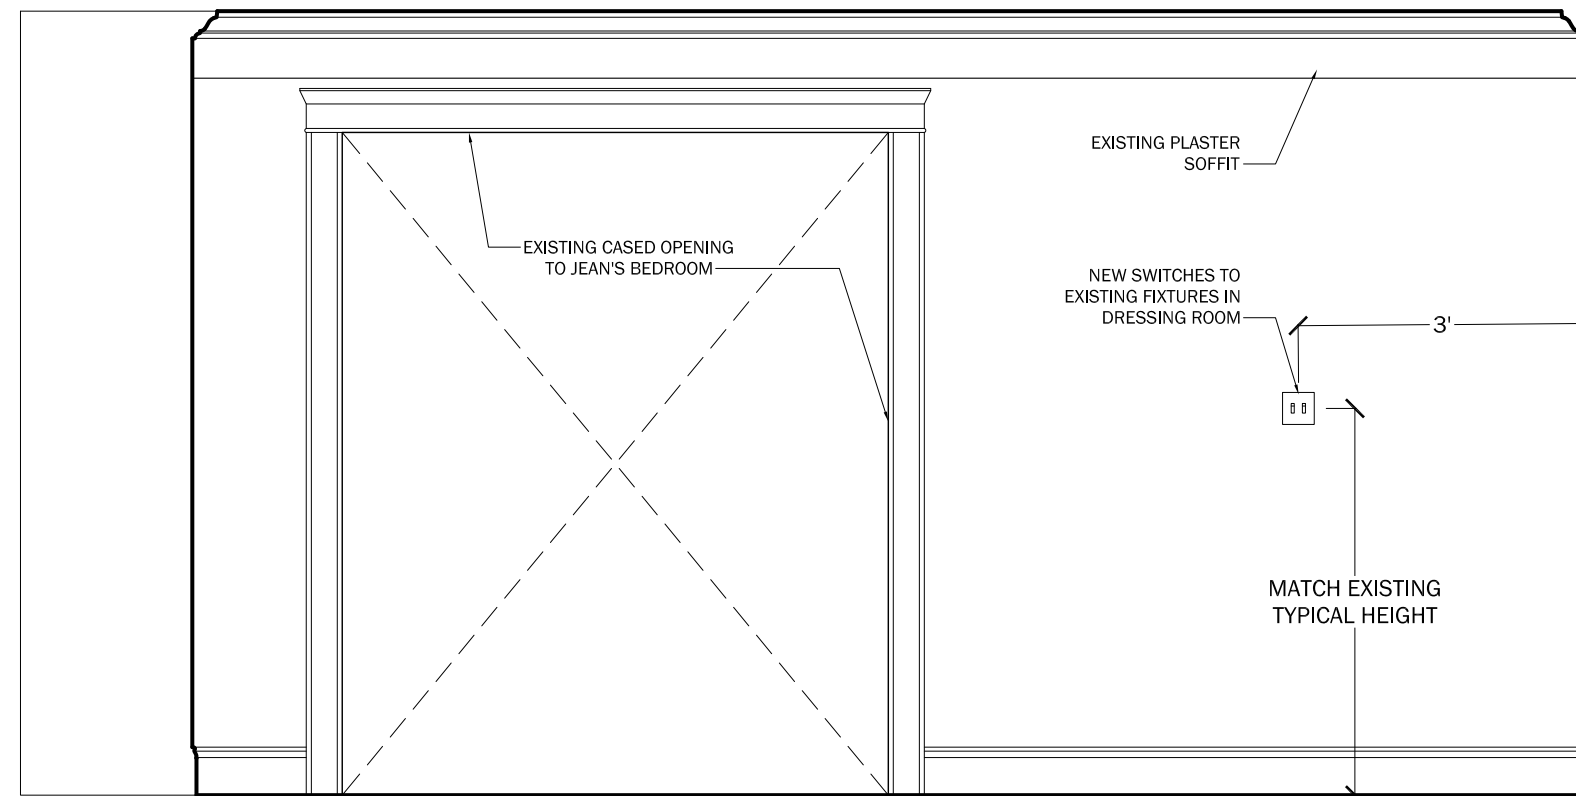 EXISTING PLASTER
SOFFIT
EXISTING CASED OPENING
TO JEAN'S BEDROOM
NEW SWITCHES TO
EXISTING FIXTURES IN
DRESSING ROOM
3'
MATCH EXISTING
TYPICAL HEIGHT